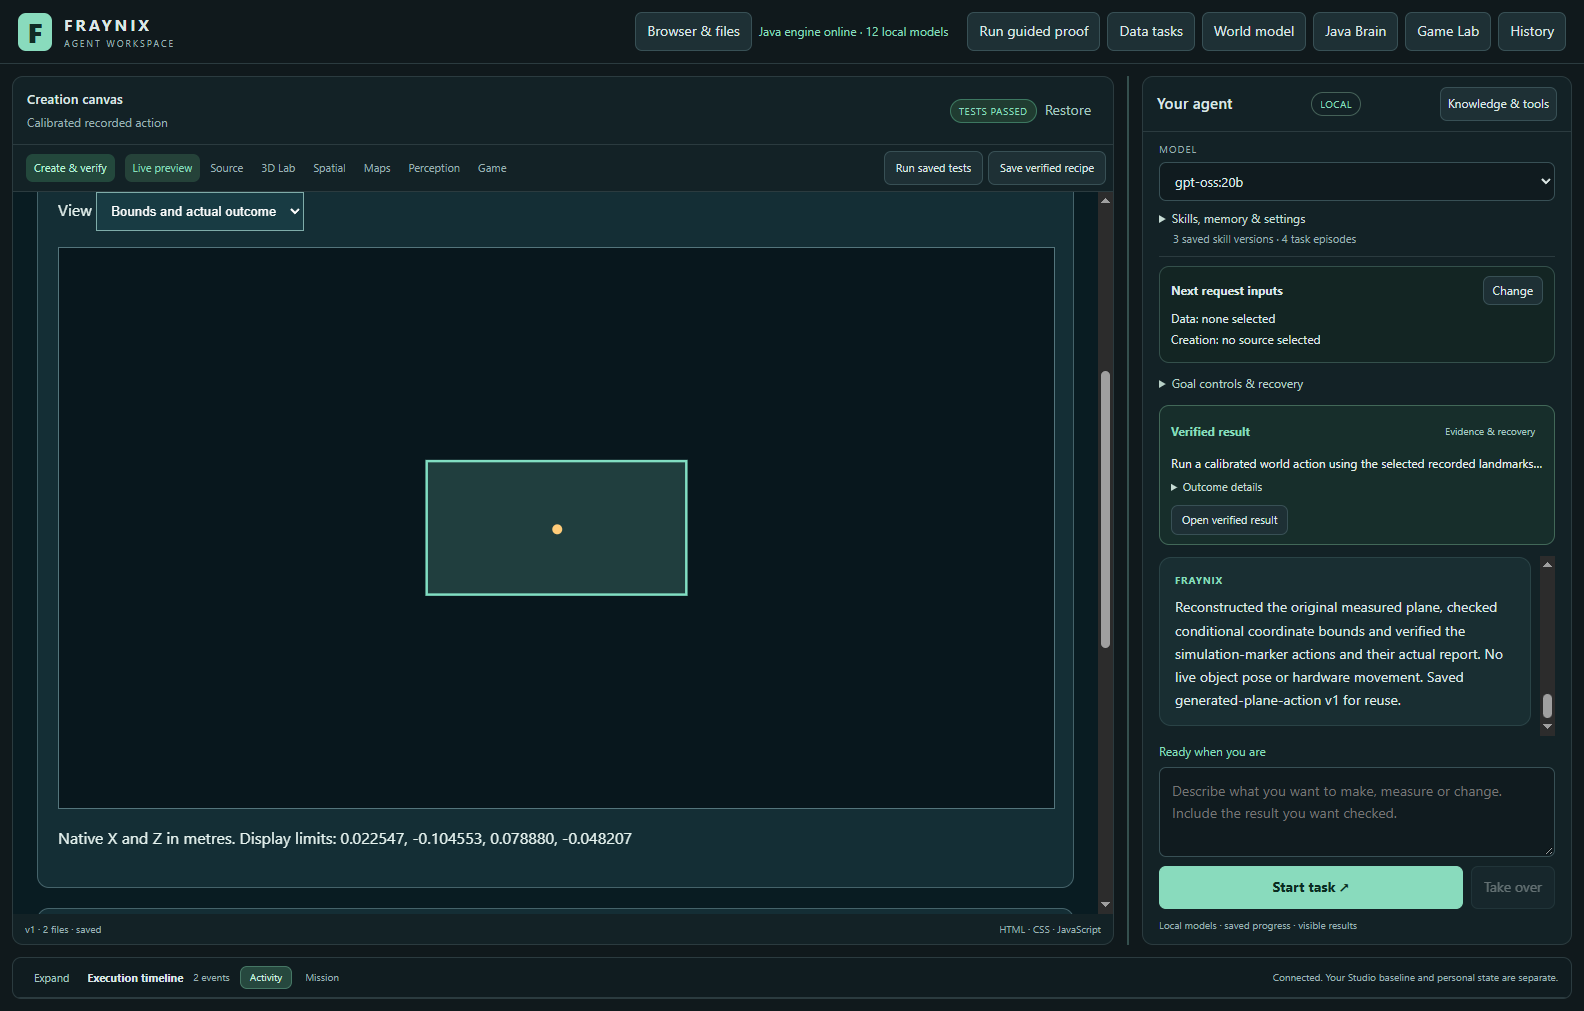 F
FRAYNIX
AGENT WORKSPACE
Browser & files
Java engine online · 12 local models
Run guided proof
Data tasks
World model
Java Brain
Game Lab
History
Creation canvas
Calibrated recorded action
TESTS PASSED
Restore
Create & verify
Live preview
Source
3D Lab
Spatial
Maps
Perception
Game
Run saved tests
Save verified recipe
View
Bounds and actual outcome
Native X and Z in metres. Display limits: 0.022547, -0.104553, 0.078880, -0.048207
v1 · 2 files · saved
HTML · CSS · JavaScript
Your agent
LOCAL
Knowledge & tools
MODEL
gpt-oss:20b
Skills, memory & settings
3 saved skill versions · 4 task episodes
Next request inputs
Change
Data: none selected
Creation: no source selected
Goal controls & recovery
Verified result
Evidence & recovery
Run a calibrated world action using the selected recorded landmarks...
Outcome details
Open verified result
FRAYNIX
Reconstructed the original measured plane, checked
conditional coordinate bounds and verified the
simulation-marker actions and their actual report. No
live object pose or hardware movement. Saved
generated-plane-action v1 for reuse.
Ready when you are
Describe what you want to make, measure or change.
Include the result you want checked.
Start task ↗
Take over
Local models · saved progress · visible results
Expand
Execution timeline
2 events
Activity
Mission
Connected. Your Studio baseline and personal state are separate.